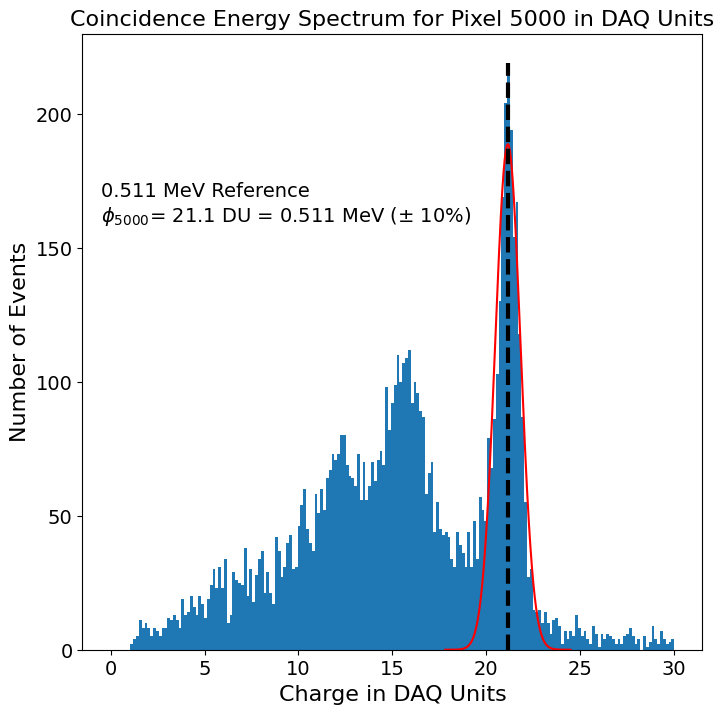 Coincidence Energy Spectrum for Pixel 5000 in DAQ Units
200
150
100
50
0
Number of Events
0.511 MeV Reference
ϕ5000= 21.1 DU = 0.511 MeV (± 10%)
0 5 10 15 20 25 30
Charge in DAQ Units